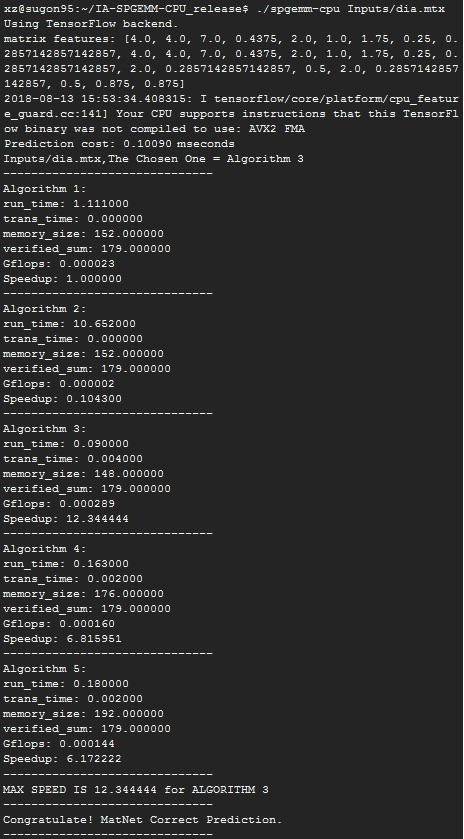 xz@sugon95:~/IA-SPGEMM-CPU_release$ ./spgemm-cpu Inputs/dia.mtx
Using TensorFlow backend.
matrix features: [4.0, 4.0, 7.0, 0.4375, 2.0, 1.0, 1.75, 0.25, 0.
2857142857142857, 4.0, 4.0, 7.0, 0.4375, 2.0, 1.0, 1.75, 0.25, 0.
2857142857142857, 2.0, 0.2857142857142857, 0.5, 2.0, 0.2857142857
142857, 0.5, 0.875, 0.875]
2018-08-13 15:53:34.408315: I tensorflow/core/platform/cpu_featur
e_guard.cc:141] Your CPU supports instructions that this TensorFl
ow binary was not compiled to use: AVX2 FMA
Prediction cost: 0.10090 mseconds
Inputs/dia.mtx,The Chosen One = Algorithm 3
------------------------------
Algorithm 1:
run_time: 1.111000
trans_time: 0.000000
memory_size: 152.000000
verified_sum: 179.000000
Gflops: 0.000023
Speedup: 1.000000
------------------------------
Algorithm 2:
run_time: 10.652000
trans_time: 0.000000
memory_size: 152.000000
verified_sum: 179.000000
Gflops: 0.000002
Speedup: 0.104300
------------------------------
Algorithm 3:
run_time: 0.090000
trans_time: 0.004000
memory_size: 148.000000
verified_sum: 179.000000
Gflops: 0.000289
Speedup: 12.344444
------------------------------
Algorithm 4:
run_time: 0.163000
trans_time: 0.002000
memory_size: 176.000000
verified_sum: 179.000000
Gflops: 0.000160
Speedup: 6.815951
------------------------------
Algorithm 5:
run_time: 0.180000
trans_time: 0.002000
memory_size: 192.000000
verified_sum: 179.000000
Gflops: 0.000144
Speedup: 6.172222
------------------------------
MAX SPEED IS 12.344444 for ALGORITHM 3
------------------------------
Congratulate! MatNet Correct Prediction.
------------------------------